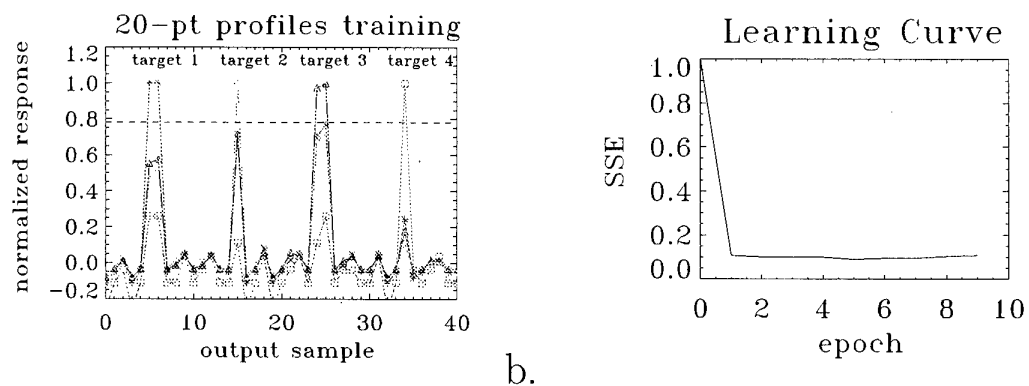 20-pt profiles training
normalized response
1.2
1.0
0.8
0.6
0.4
0.2
0.0
-0.2
target 1 target 2 target 3 target 4
0 10 20 30 40
output sample
b.
Learning Curve
SSE
1.0
0.8
0.6
0.4
0.2
0.0
0 2 4 6 8 10
epoch